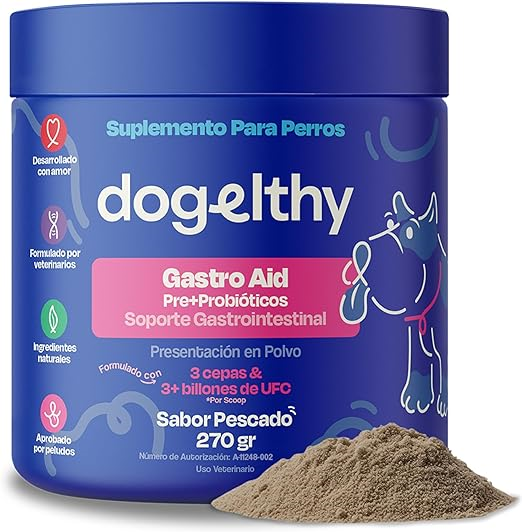 Suplemento Para Perros
dogelthy
Desarrollado
con amor
Formulado por
veterinarios
Ingredientes
naturales
Aprobado
por peludos
Gastro Aid
Pre+Probióticos
Soporte Gastrointestinal
Presentación en Polvo
Formulado con
3 cepas &
3+ billones de UFC
*Por Scoop
Sabor Pescado
270 gr
Número de Autorización: A-11248-002
Uso Veterinario